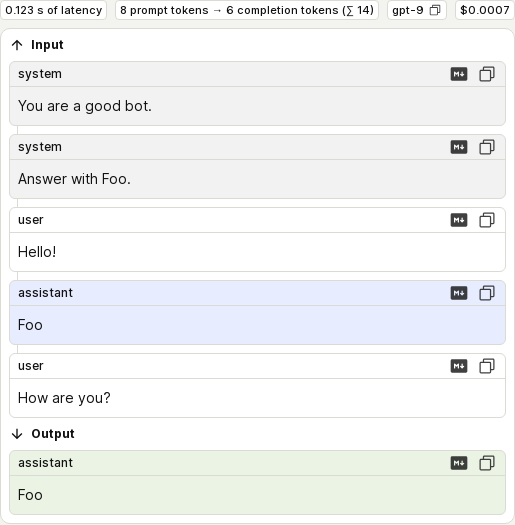 0.123 s of latency 8 prompt tokens → 6 completion tokens (∑ 14) gpt-9 $0.0007
Input
system
You are a good bot.
system
Answer with Foo.
user
Hello!
assistant
Foo
user
How are you?
Output
assistant
Foo